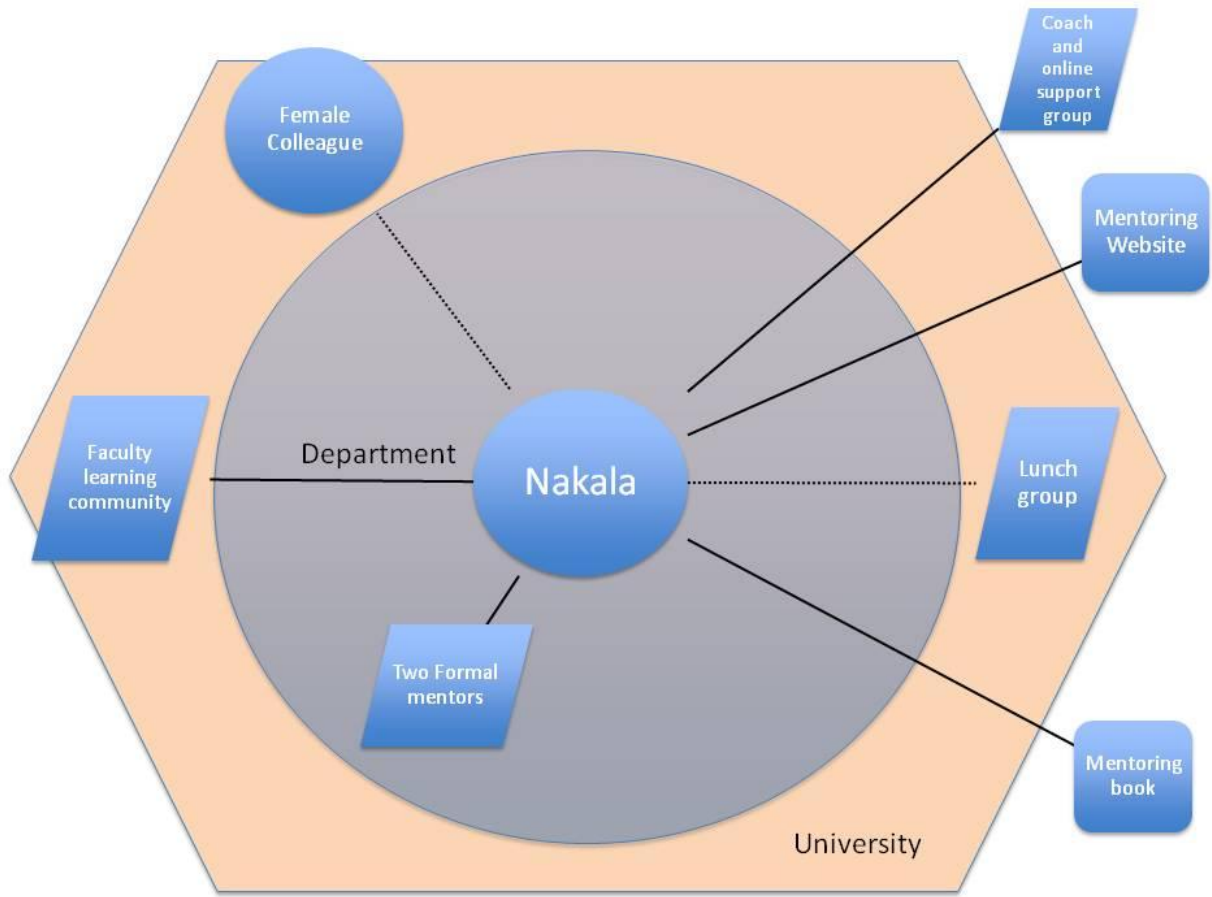 Coach
and
online
support
group
Female
Colleague
Mentoring
Website
Faculty
learning
community
Department
Nakala
Lunch
group
Two Formal
mentors
Mentoring
book
University